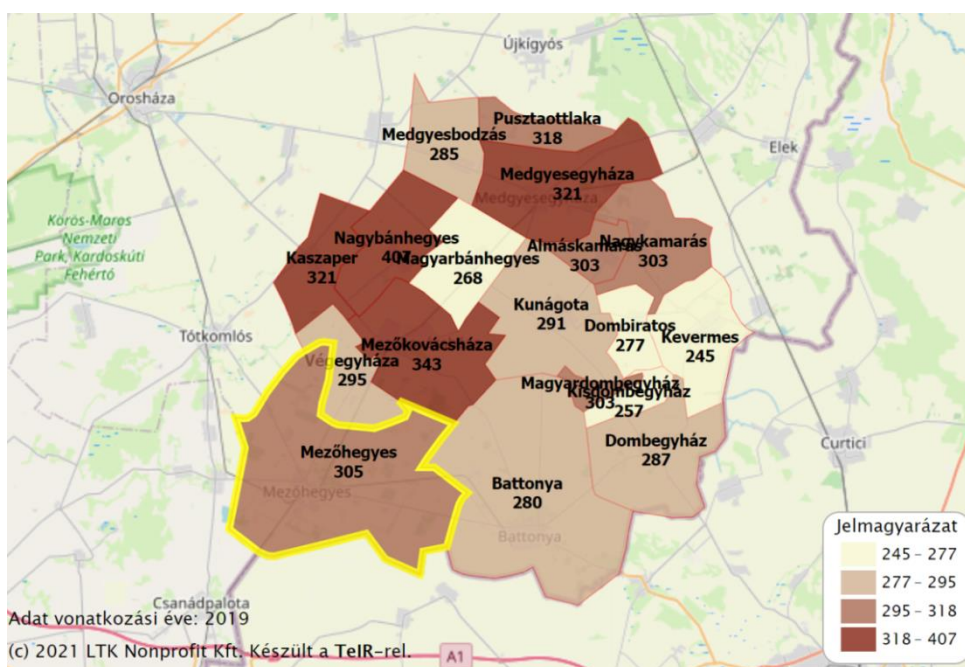 Újkígyós
Orosháza
Pusztaottlaka
318
Medgyesbodzás
285
Elek
Medgyesegyháza
321
Medgyesegyháza
Körös-Maros
Nemzeti
Park, Kardoskúti
Fehértó
Nagybánhegyes
407
Kaszaper
321
Magyarbánhegyes
268
Almáskamarás
303
Nagykamarás
303
Kunágota
291
Dombiratos
277
Kevermes
245
Tótkomlós
Mezőkovácsháza
343
Végegyháza
295
Magyardombegyház
303
Kisdombegyház
257
Dombegyház
287
Curtici
Mezőhegyes
305
Mezőhegyes
Battonya
280
Battonya
Csanádpalota
Jelmagyarázat
245 - 277
277 - 295
295 - 318
318 - 407
Adat vonatkozási éve: 2019
(c) 2021 LTK Nonprofit Kft. Készült a TeIR-rel.
A1